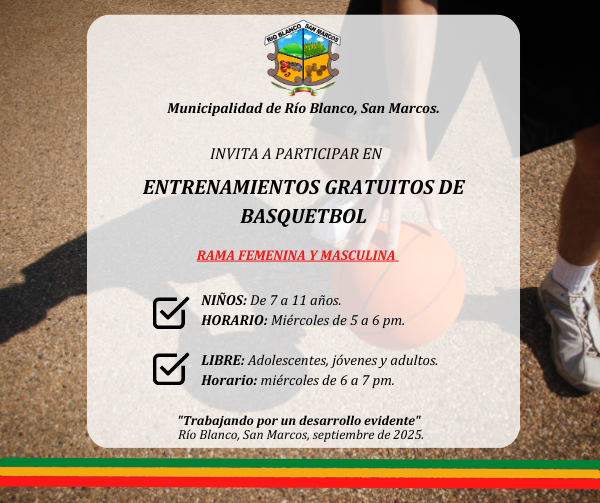 RÍO BLANCO SAN MARCOS
Municipalidad de Río Blanco, San Marcos.
INVITA A PARTICIPAR EN
ENTRENAMIENTOS GRATUITOS DE
BASQUETBOL
RAMA FEMENINA Y MASCULINA
NIÑOS: De 7 a 11 años.
HORARIO: Miércoles de 5 a 6 pm.
LIBRE: Adolescentes, jóvenes y adultos.
Horario: miércoles de 6 a 7 pm.
"Trabajando por un desarrollo evidente"
Río Blanco, San Marcos, septiembre de 2025.